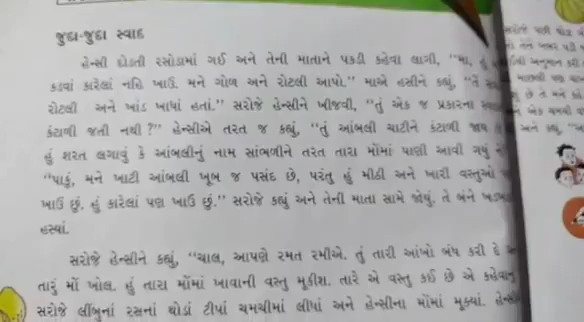 જુદા-જુદા સ્વાદ
હેન્સી દોડતી રસોડામાં ગઈ અને તેની માતાને પકડી કહેવા લાગી, “મા, હું
કડવાં કારેલાં નહિ ખાઉં. મને ગોળ અને રોટલી આપો.” માએ હસીને કહ્યું, “તેં
રોટલી અને ખાંડ ખાધાં હતાં.” સરોજે હેન્સીને ખીજવી, “તું એક જ પ્રકારના
કંટાળી જતી નથી ?” હેન્સીએ તરત જ કહ્યું, “તું આંબલી ચાટીને કંટાળી જાય
હું શરત લગાવું કે આંબલીનું નામ સાંભળીને તરત તારા મોંમાં પાણી આવી ગયું
“પાકું, મને ખાટી આંબલી ખૂબ જ પસંદ છે, પરંતુ હું મીઠી અને ખારી વસ્તુઓ
ખાઉં છું. હું કારેલાં પણ ખાઉં છું.” સરોજે કહ્યું અને તેની માતા સામે જોયું. તે બંને
હસ્યાં.
સરોજે હેન્સીને કહ્યું, “ચાલ, આપણે રમત રમીએ. તું તારી આંખો બંધ કરી દે
તારું મોં ખોલ. હું તારા મોંમાં ખાવાની વસ્તુ મૂકીશ. તારે એ વસ્તુ કઈ છે એ કહેવાનું
સરોજે લીંબુનાં રસનાં થોડાં ટીપાં ચમચીમાં લીધાં અને હેન્સીના મોંમાં મૂક્યાં.